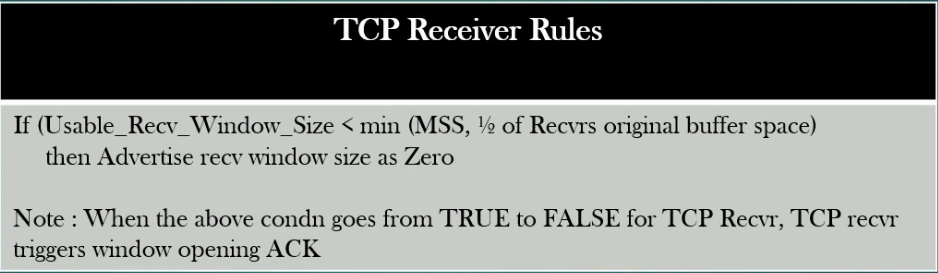 TCP Receiver Rules
If (Usable_Recv_Window_Size < min (MSS, ½ of Recvrs original buffer space)
then Advertise recv window size as Zero
Note : When the above condn goes from TRUE to FALSE for TCP Recvr, TCP recvr
triggers window opening ACK